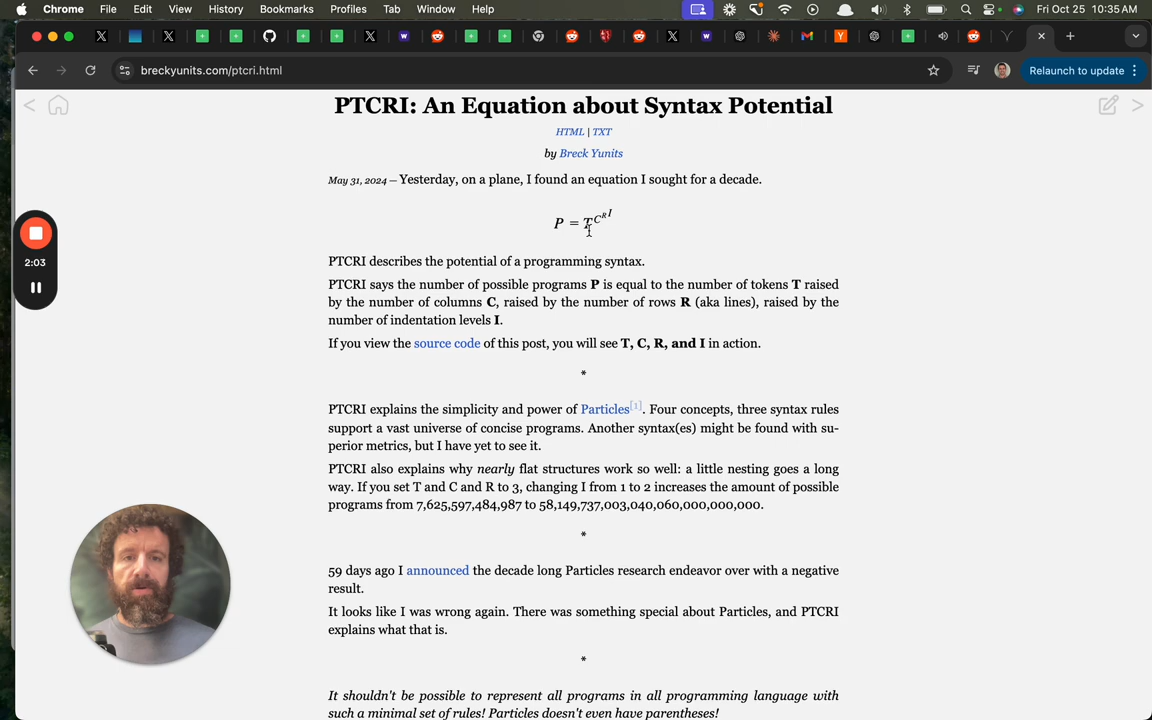 Chrome File Edit View History Bookmarks Profiles Tab Window Help Fri Oct 25 10:35 AM
breckyunits.com/ptcri.html Relaunch to update
PTCRI: An Equation about Syntax Potential
HTML | TXT
by Breck Yunits
May 31, 2024 — Yesterday, on a plane, I found an equation I sought for a decade.
P = T^C^R^I
2:03
PTCRI describes the potential of a programming syntax.
PTCRI says the number of possible programs P is equal to the number of tokens T raised
by the number of columns C, raised by the number of rows R (aka lines), raised by the
number of indentation levels I.
If you view the source code of this post, you will see T, C, R, and I in action.
*
PTCRI explains the simplicity and power of Particles[1]. Four concepts, three syntax rules
support a vast universe of concise programs. Another syntax(es) might be found with su-
perior metrics, but I have yet to see it.
PTCRI also explains why nearly flat structures work so well: a little nesting goes a long
way. If you set T and C and R to 3, changing I from 1 to 2 increases the amount of possible
programs from 7,625,597,484,987 to 58,149,737,003,040,060,000,000,000.
*
59 days ago I announced the decade long Particles research endeavor over with a negative
result.
It looks like I was wrong again. There was something special about Particles, and PTCRI
explains what that is.
*
It shouldn't be possible to represent all programs in all programming language with
such a minimal set of rules! Particles doesn't even have parentheses!